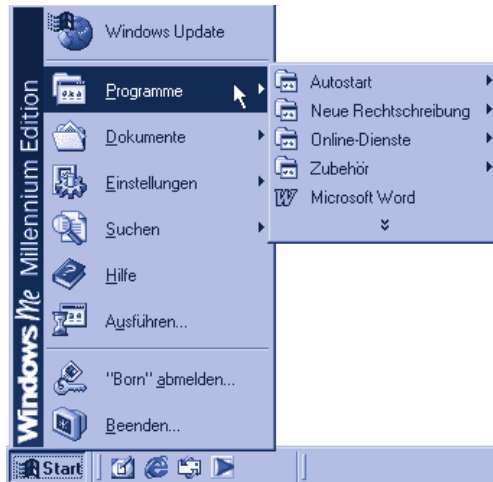 Windows Update
Programme
Dokumente
Einstellungen
Suchen
Hilfe
Ausführen...
"Born" abmelden...
Beenden...
Windows Me Millennium Edition
Autostart
Neue Rechtschreibung
Online-Dienste
Zubehör
Microsoft Word
Start